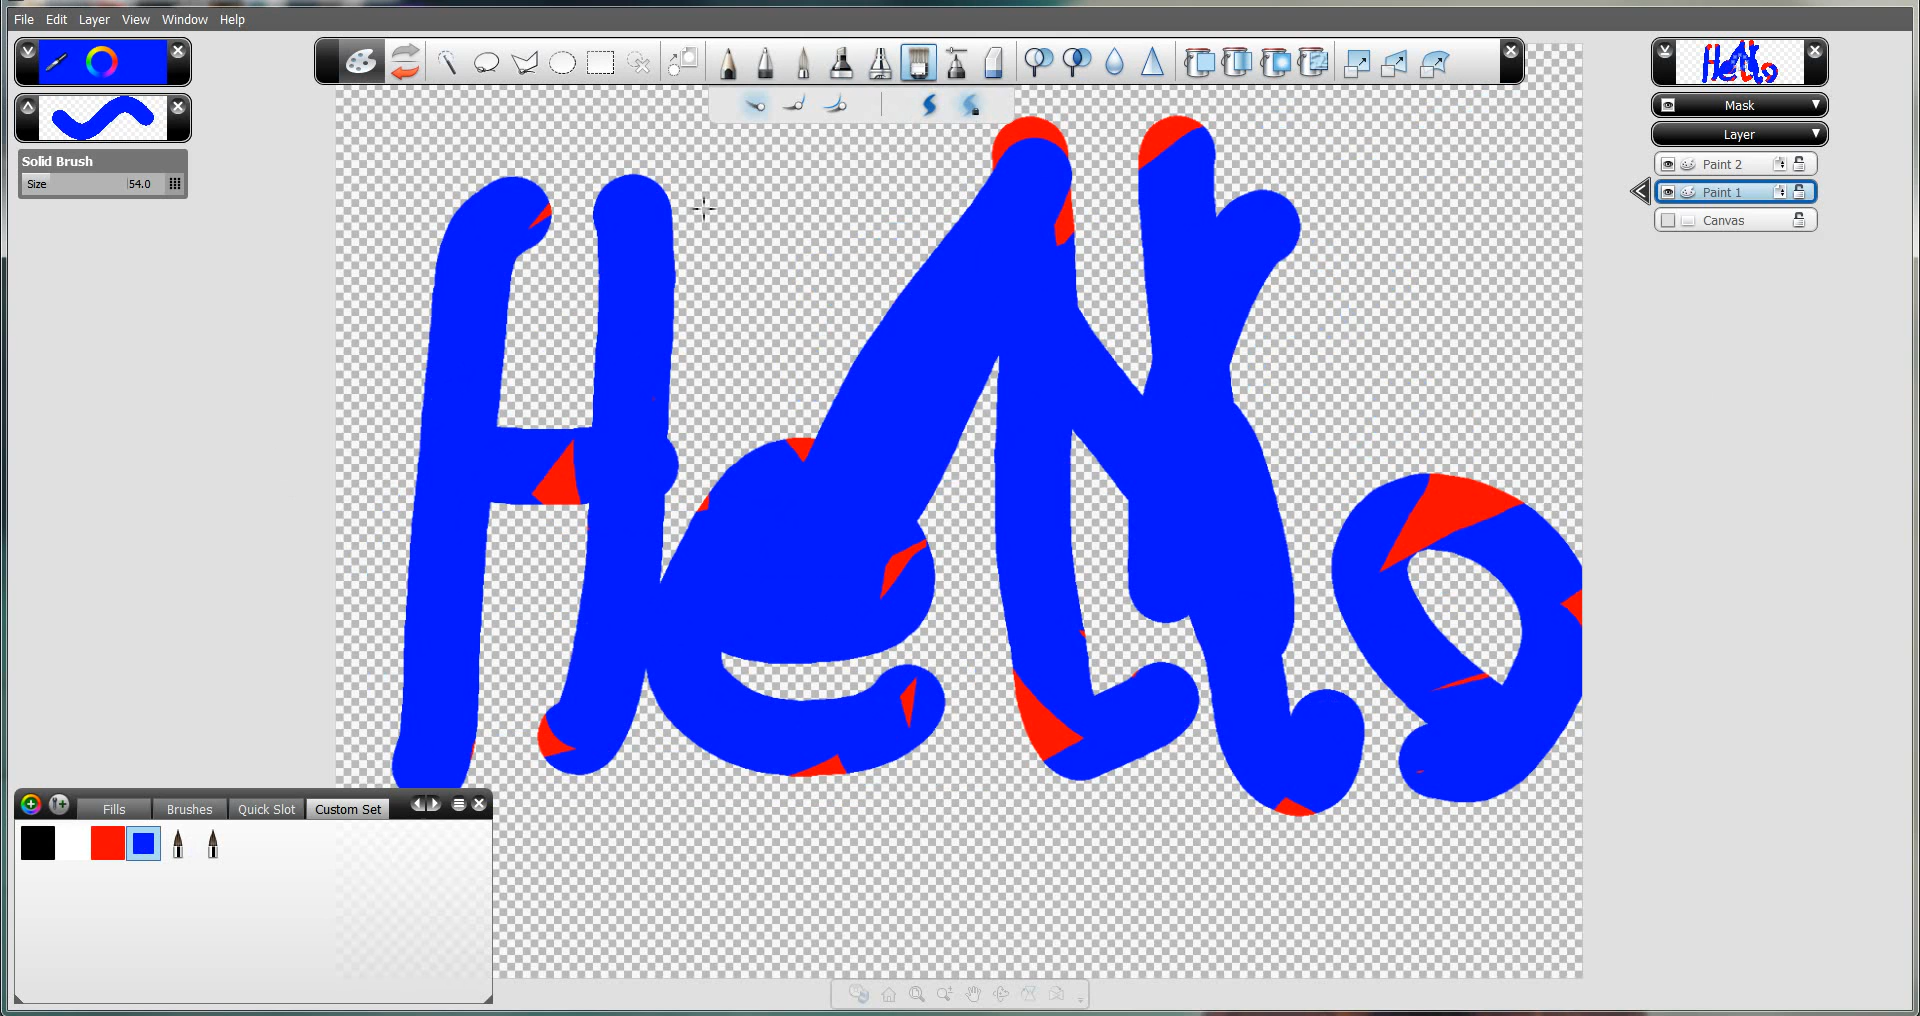 File Edit Layer View Window Help
Mask
Layer
Solid Brush
Size 54.0
Paint 2
Paint 1
Canvas
Hello
Fills Brushes Quick Slot Custom Set